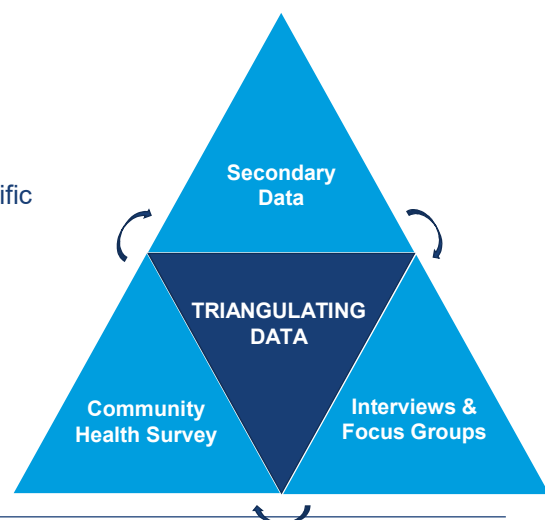 Secondary
Data
ific
TRIANGULATING
DATA
Community
Health Survey
Interviews &
Focus Groups